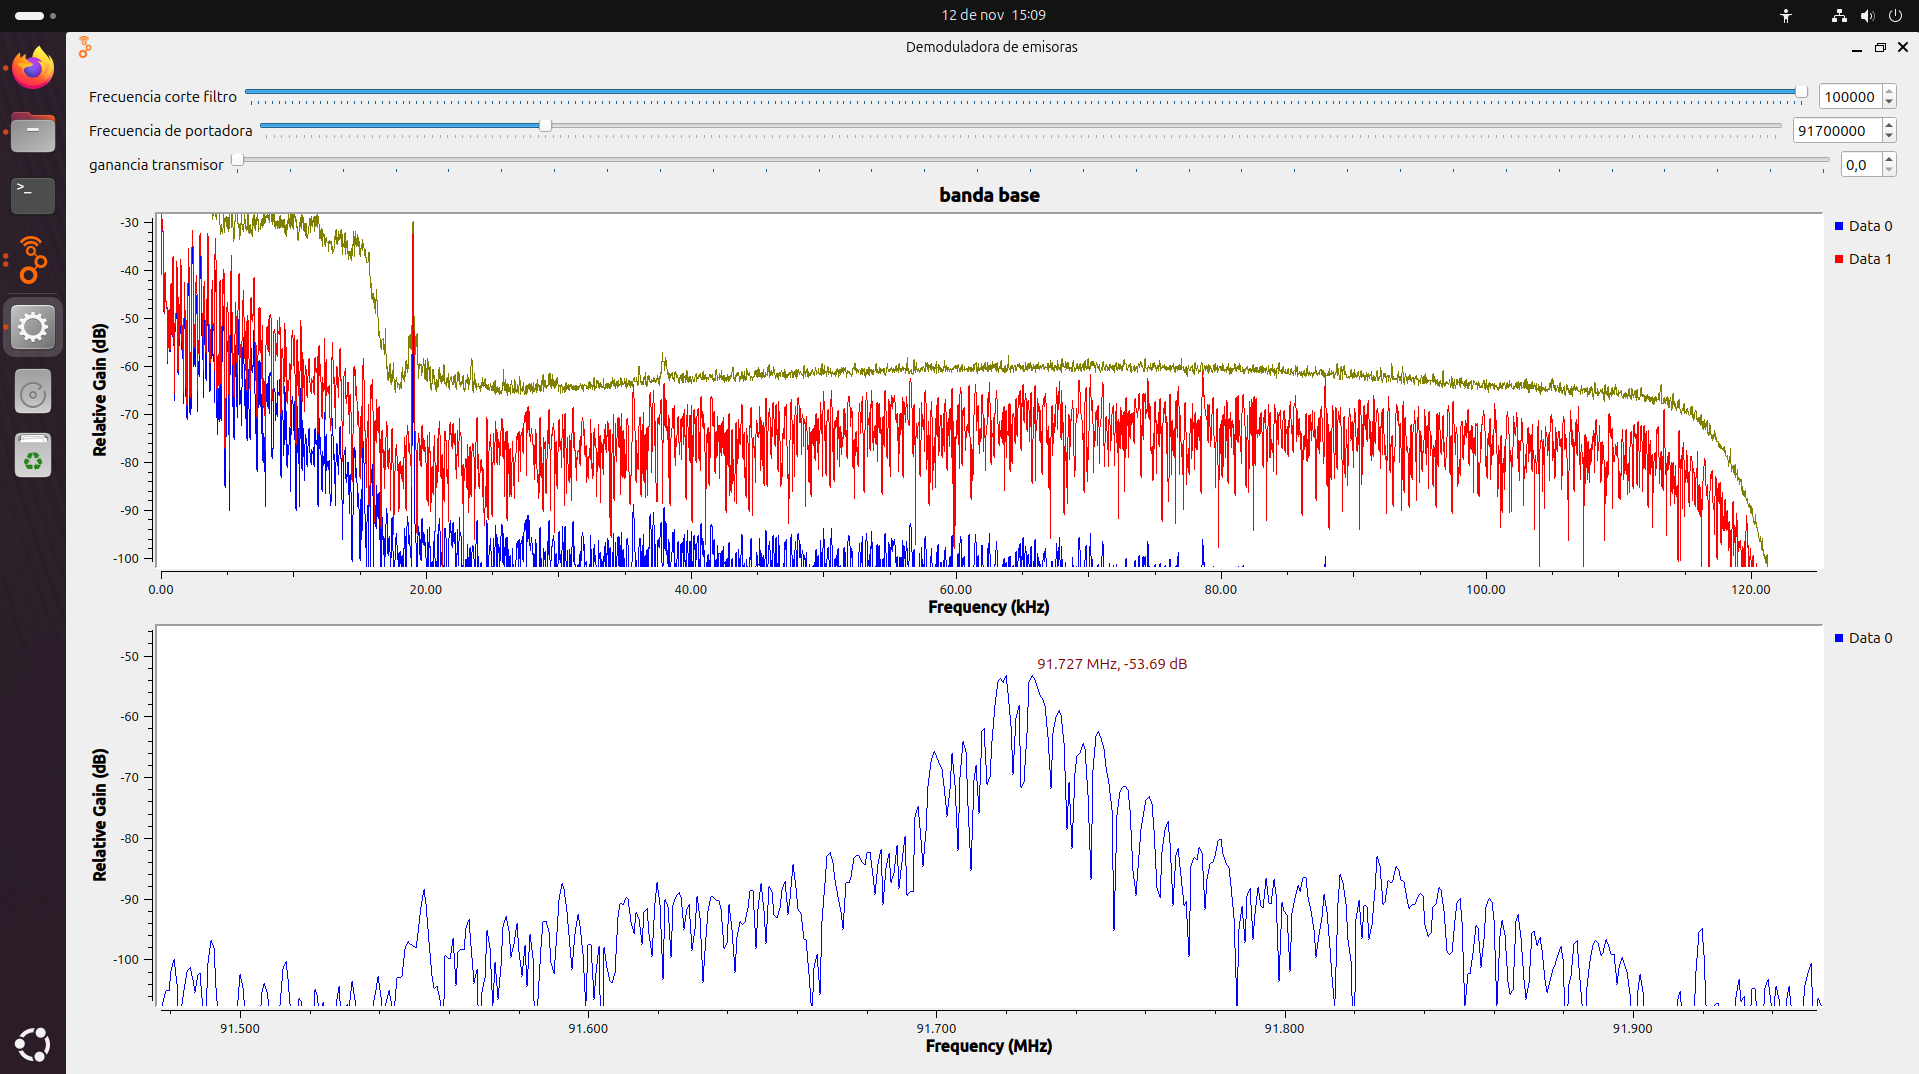 12 de nov 15:09
Demoduladora de emisoras
Frecuencia corte filtro 100000
Frecuencia de portadora 91700000
ganancia transmisor 0,0
banda base
Relative Gain (dB)
-30
-40
-50
-60
-70
-80
-90
-100
0.00 20.00 40.00 60.00 80.00 100.00 120.00
Frequency (kHz)
Data 0
Data 1
Relative Gain (dB)
-50
-60
-70
-80
-90
-100
91.727 MHz, -53.69 dB
91.500 91.600 91.700 91.800 91.900
Frequency (MHz)
Data 0
>_